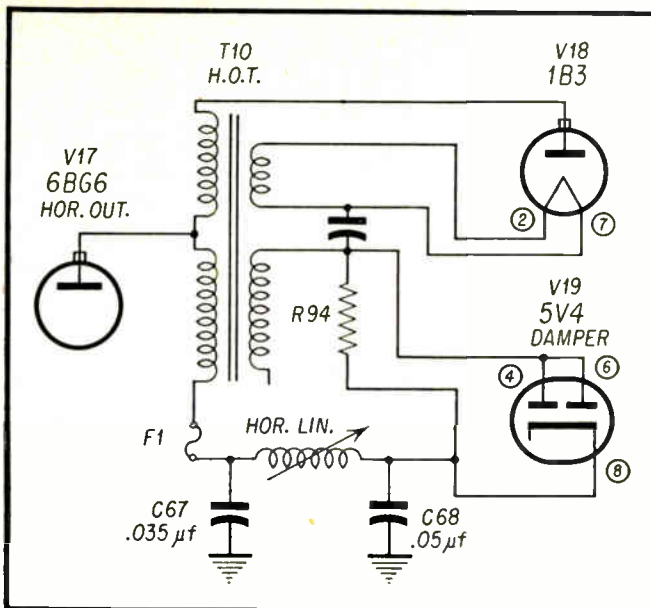 T10
H.O.T.
V18
1B3
V17
6BG6
HOR. OUT.
2
7
R94
V19
5V4
DAMPER
4
6
F1
HOR. LIN.
8
C67
.035 µf
C68
.05 µf